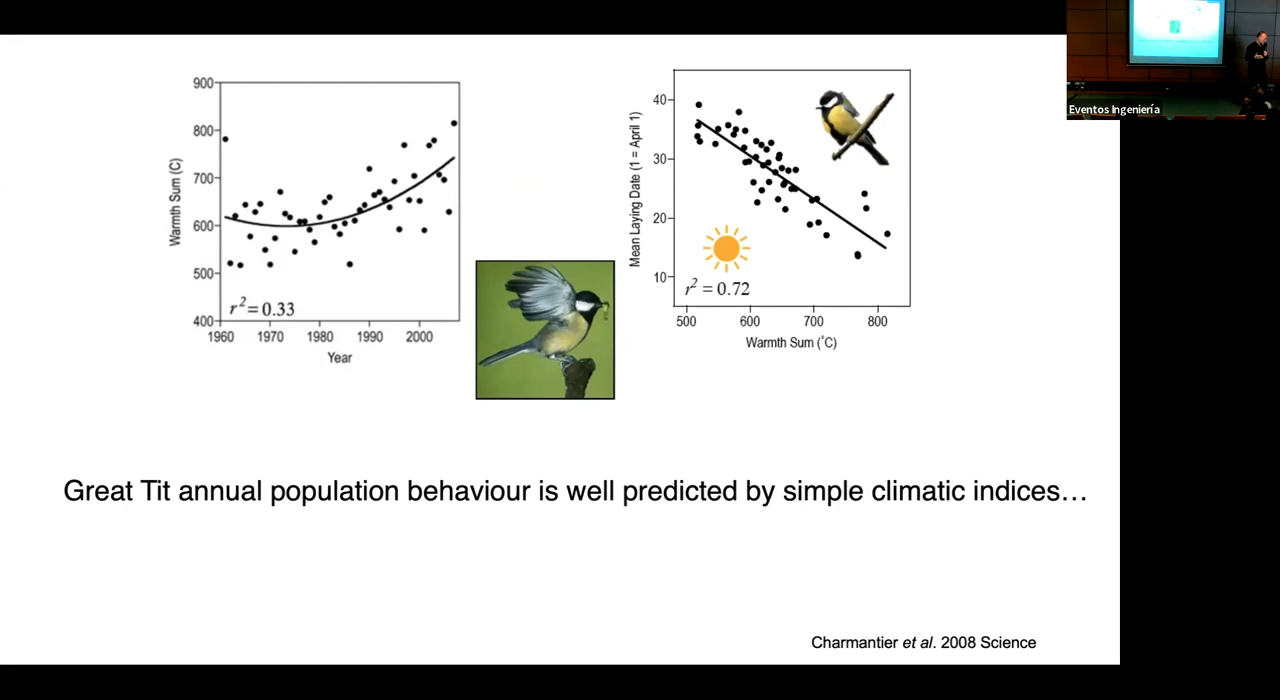 Eventos Ingeniería
900
800
700
600
500
400
Warmth Sum (C)
r²=0.33
1960 1970 1980 1990 2000
Year
40
30
20
10
Mean Laying Date (1 = April 1)
r² = 0.72
500 600 700 800
Warmth Sum (°C)
Great Tit annual population behaviour is well predicted by simple climatic indices…
Charmantier et al. 2008 Science